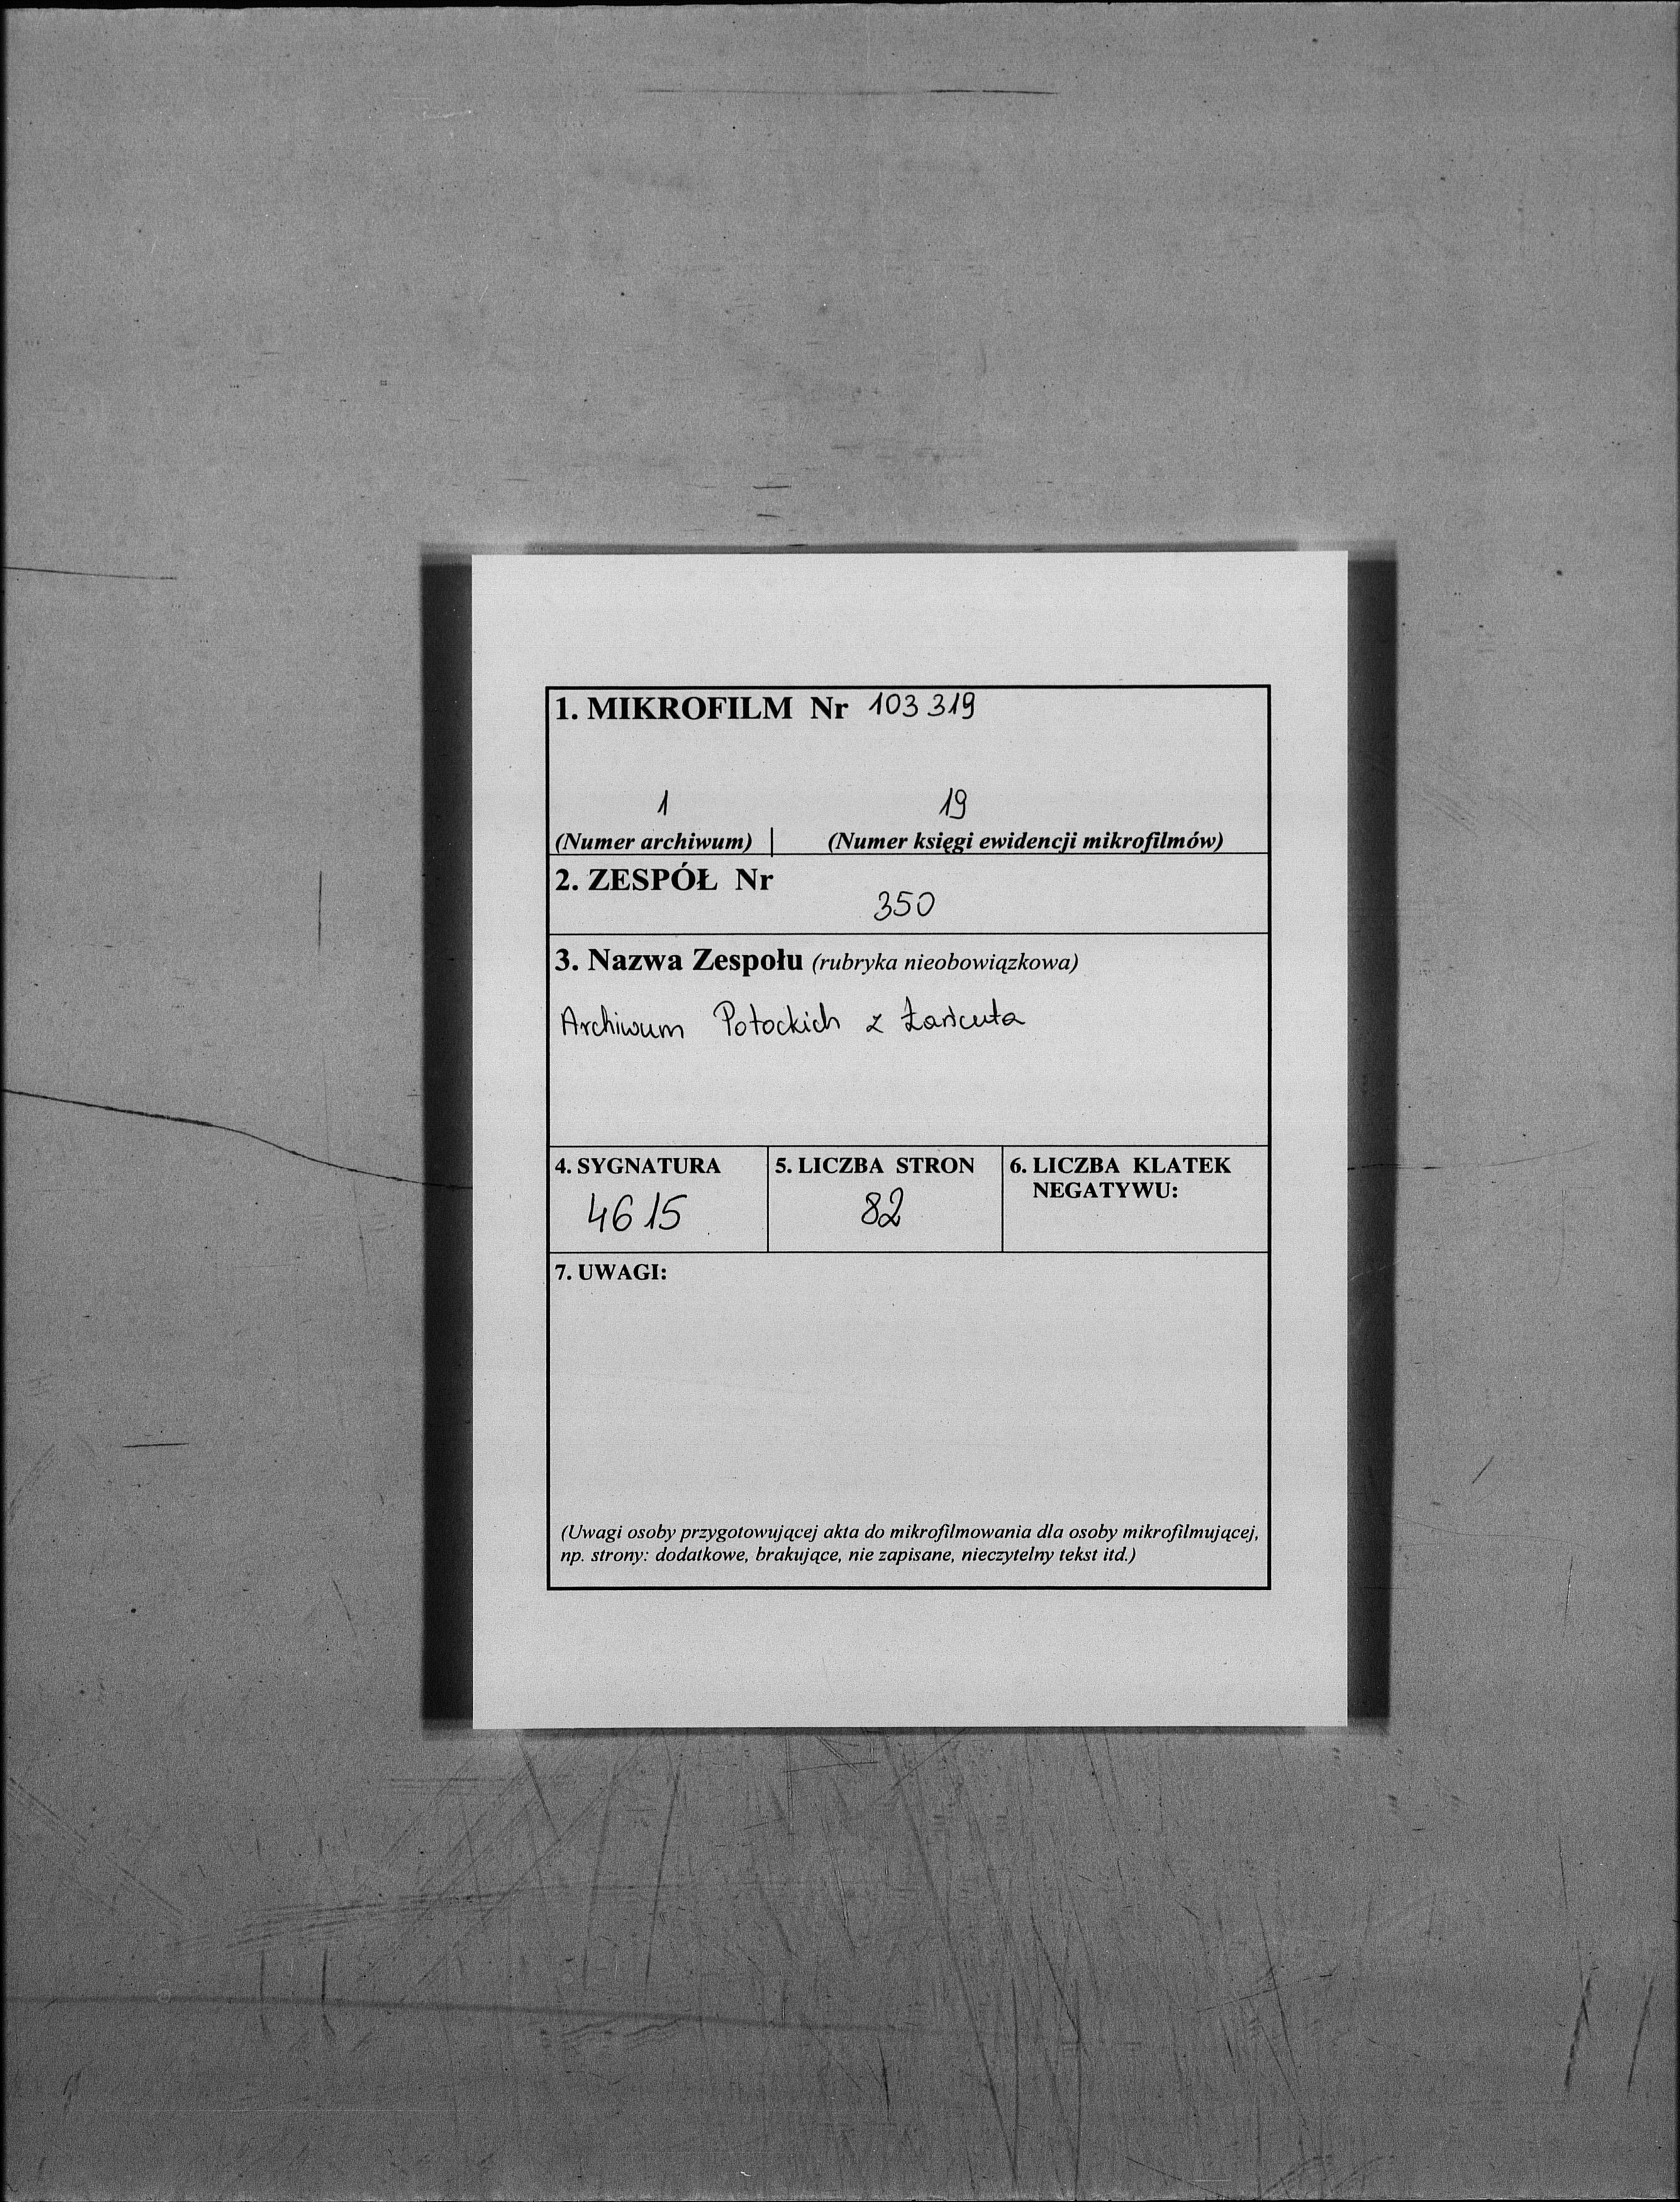 1. MIKROFILM Nr 103 319
1 19
(Numer archiwum) | (Numer księgi ewidencji mikrofilmów)
2. ZESPÓŁ Nr
350
3. Nazwa Zespołu (rubryka nieobowiązkowa)
Archiwum Potockich z Łańcuta
4. SYGNATURA 5. LICZBA STRON 6. LICZBA KLATEK
NEGATYWU:
4615 82
7. UWAGI:
(Uwagi osoby przygotowującej akta do mikrofilmowania dla osoby mikrofilmującej,
np. strony: dodatkowe, brakujące, nie zapisane, nieczytelny tekst itd.)